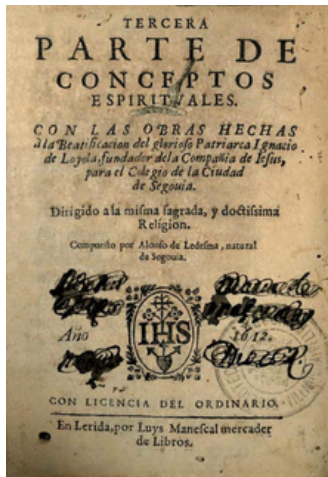 TERCERA
PARTE DE
CONCEPTOS
ESPIRITVALES.
CON LAS OBRAS HECHAS
à la Beatificacion del glorioso Patriarca Ignacio
de Loyola, fundador de la Compañia de Iesus,
para el Colegio de la Ciudad
de Segouia.
Dirigido a la misma sagrada, y doctissima
Religion.
Compuesto por Alonso de Ledesma, natural
de Segouia.
Año
IHS
1612.
CON LICENCIA DEL ORDINARIO.
En Lerida, por Luys Manescal mercader
de Libros.